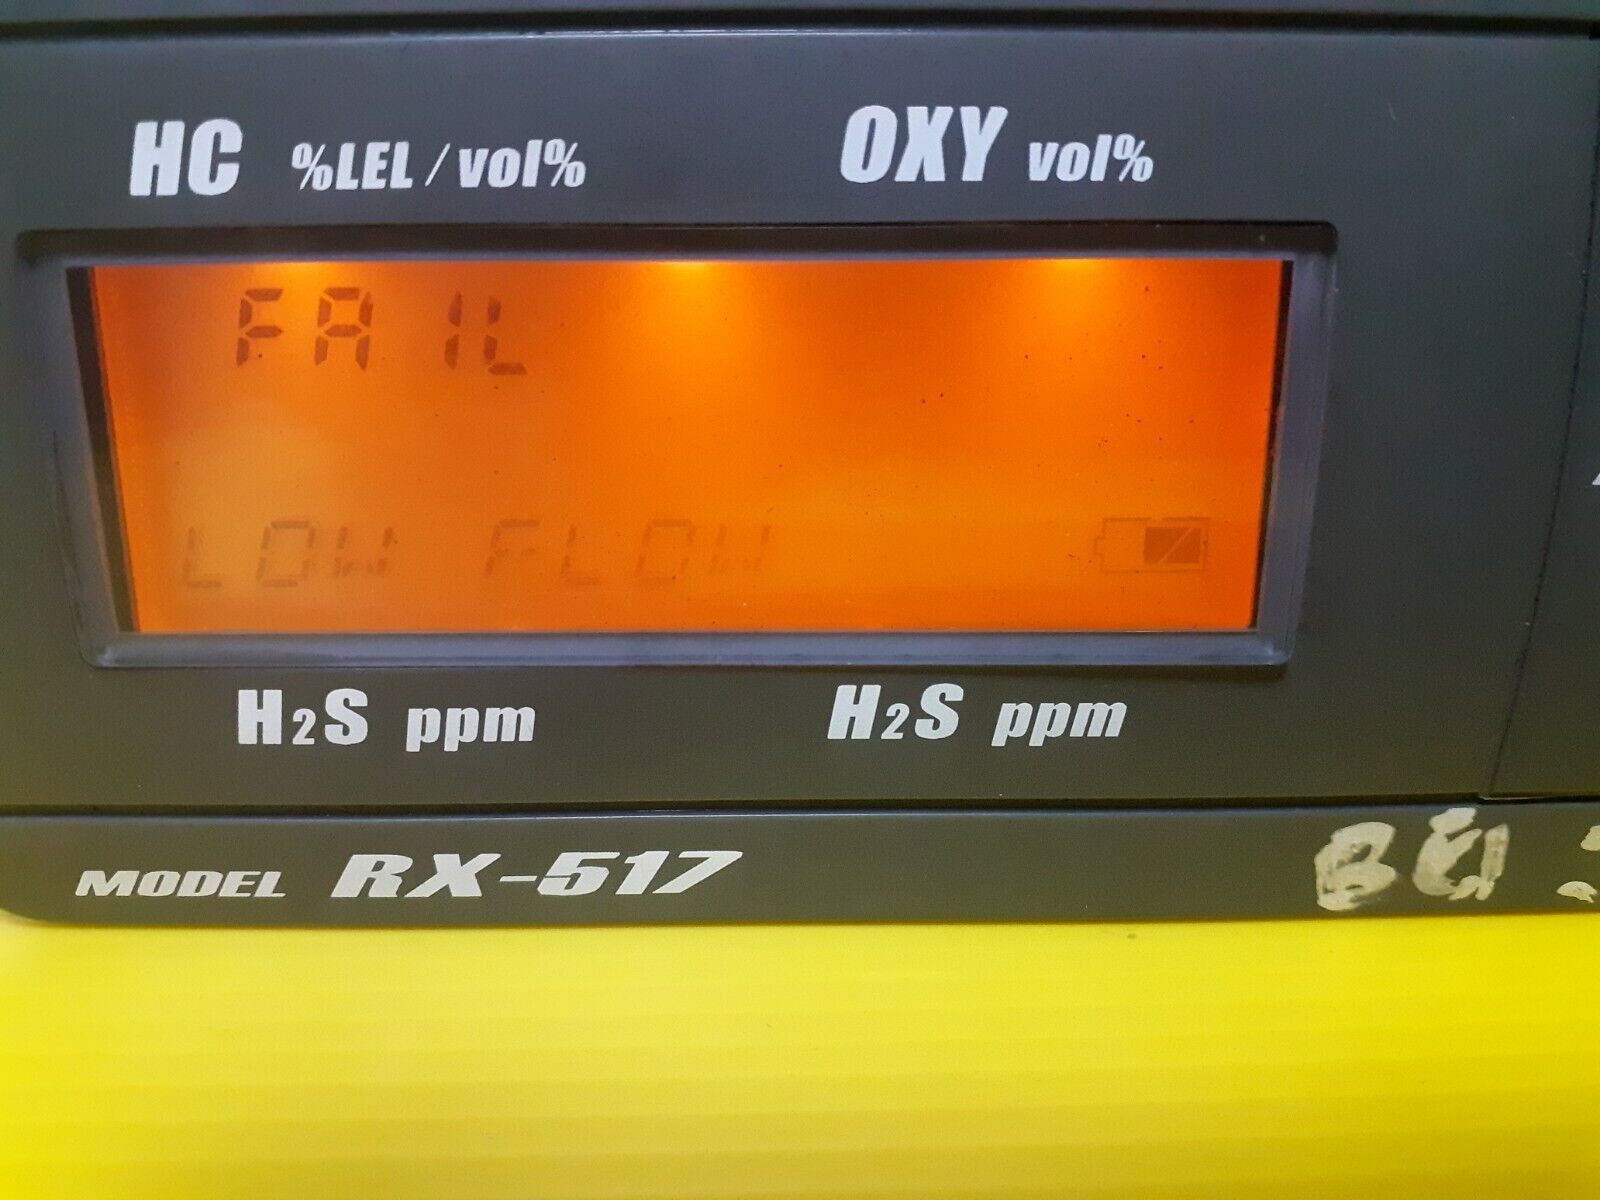 HC %LEL/vol% OXY vol%
FAIL
LOW FLOW
H2S ppm H2S ppm
MODEL RX-517